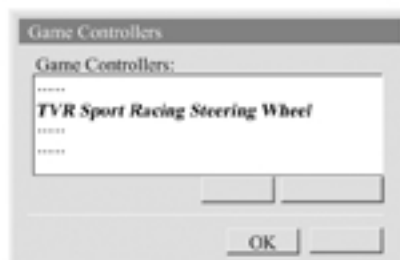 Game Controllers
Game Controllers:
-----
TVR Sport Racing Steering Wheel
-----
-----
OK